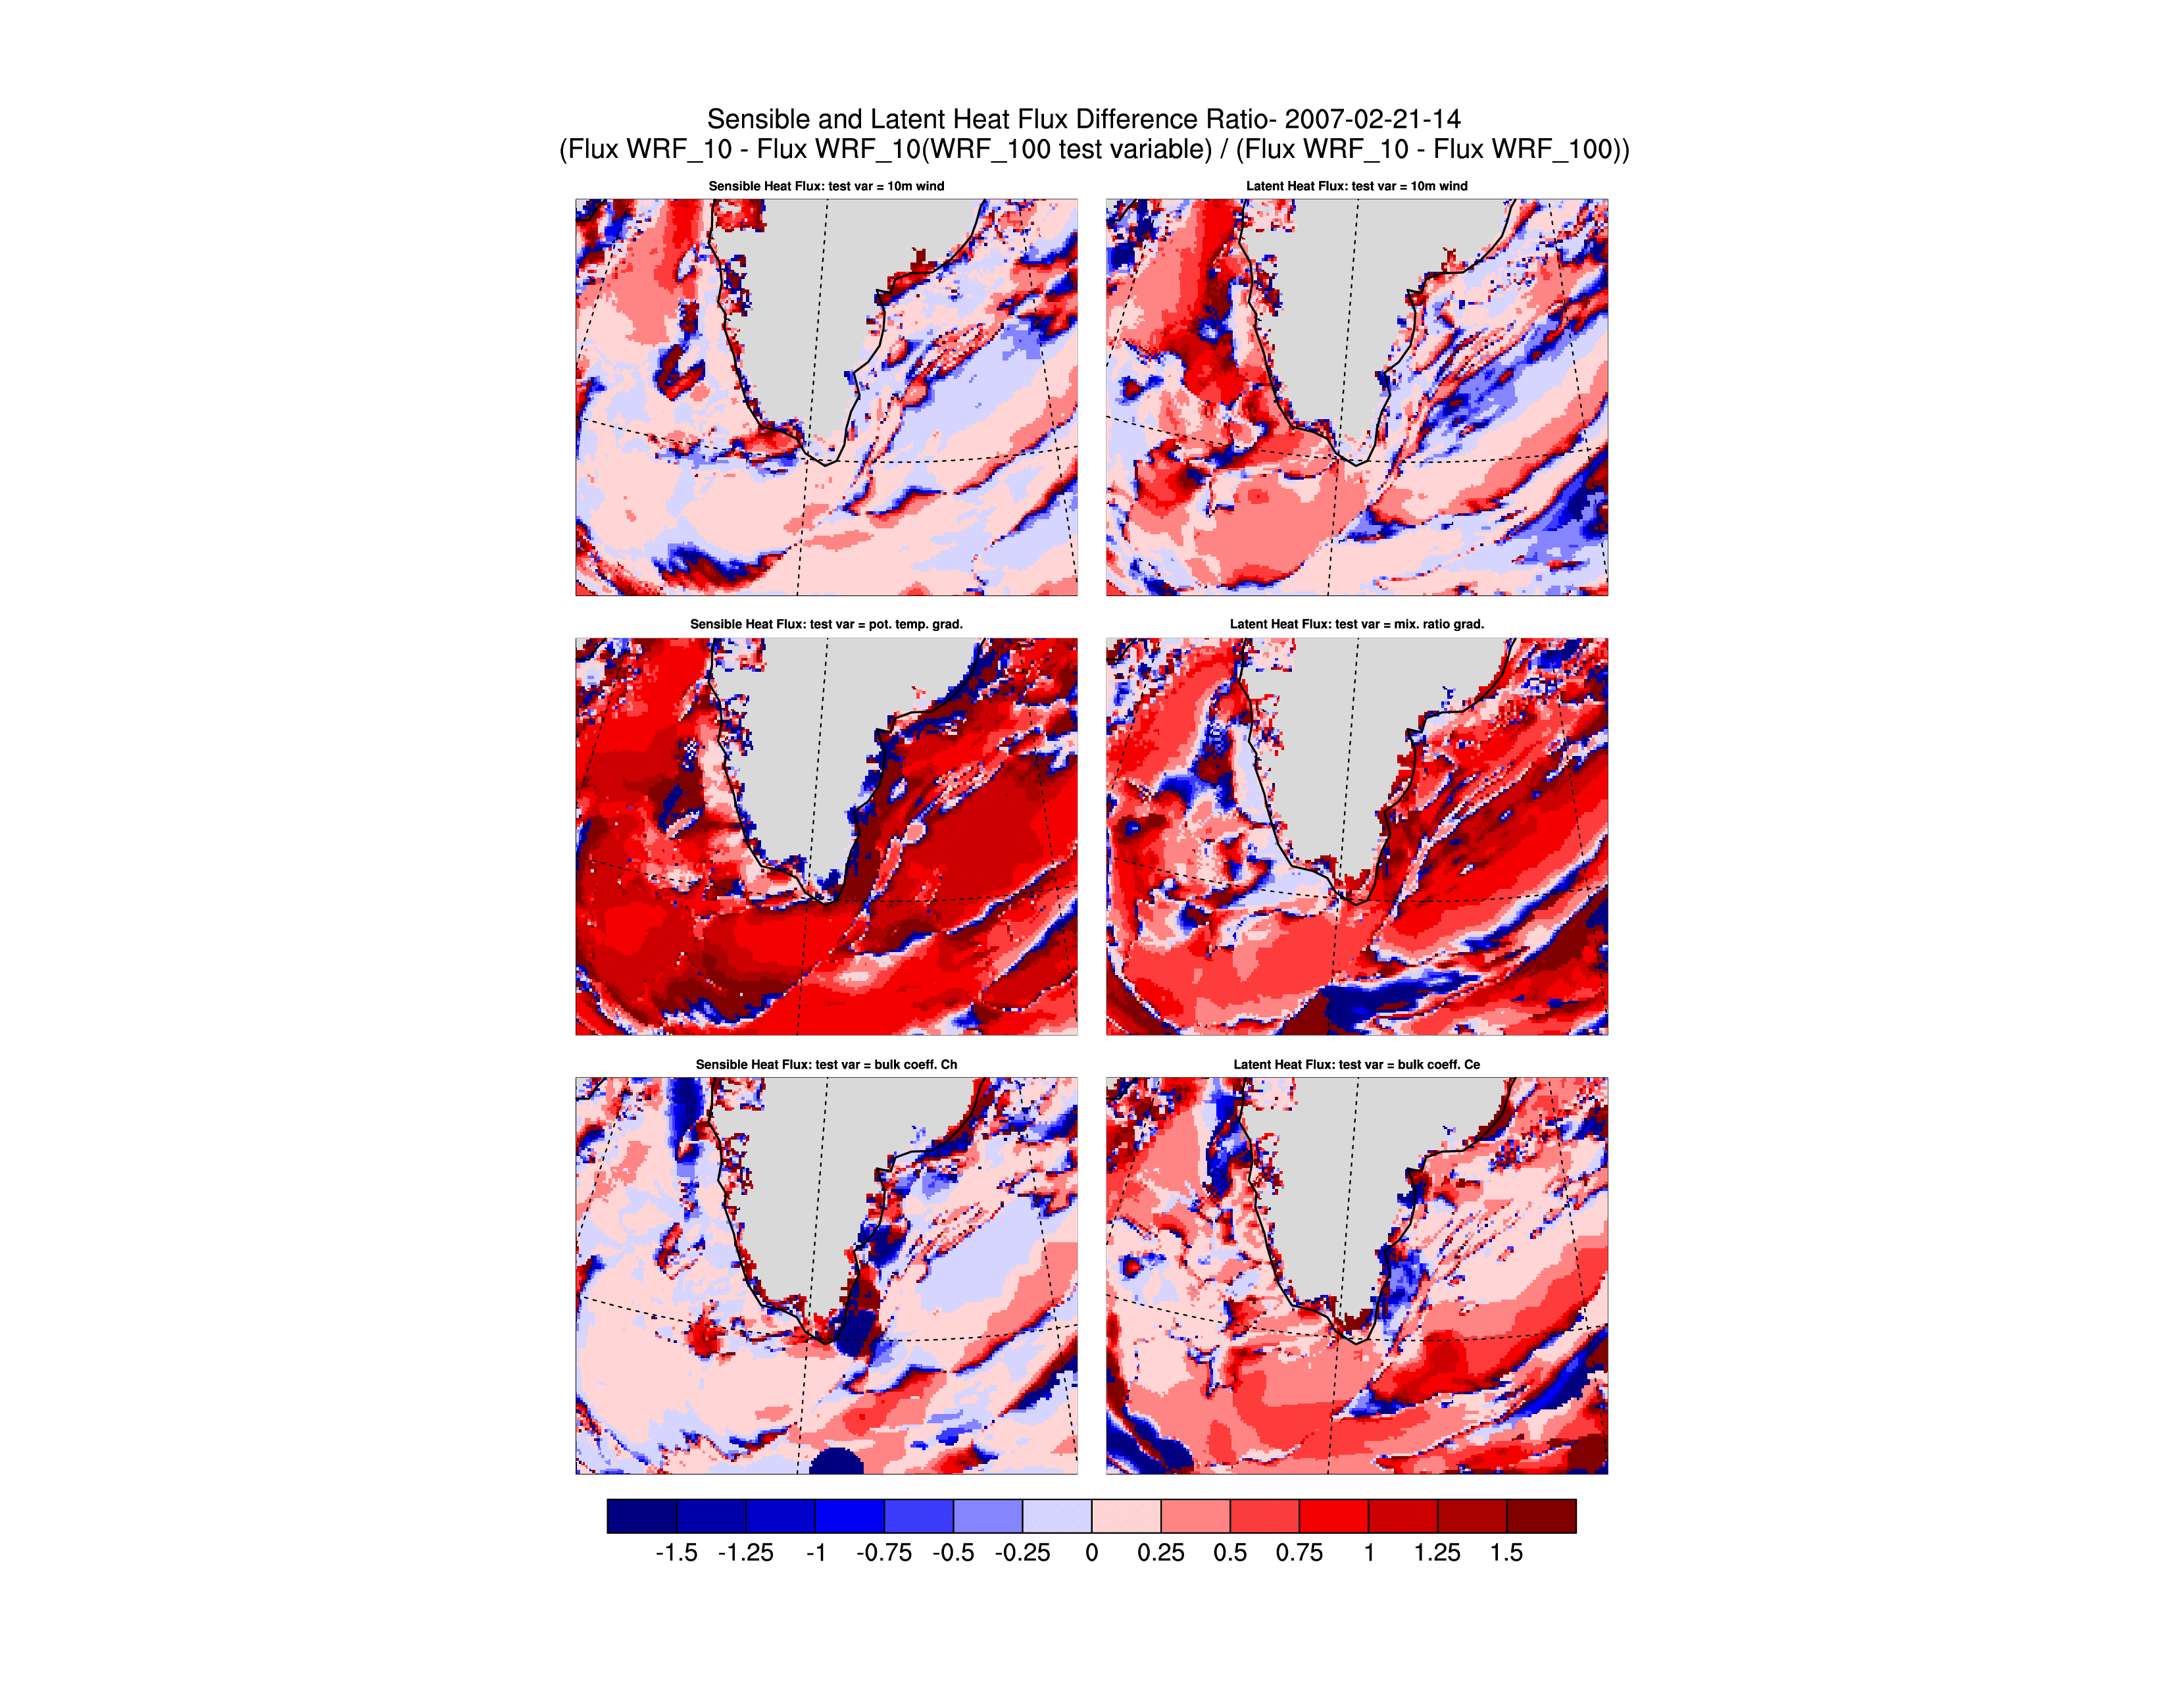 Sensible and Latent Heat Flux Difference Ratio- 2007-02-21-14
(Flux WRF_10 - Flux WRF_10(WRF_100 test variable) / (Flux WRF_10 - Flux WRF_100))
Sensible Heat Flux: test var = 10m wind
Latent Heat Flux: test var = 10m wind
Sensible Heat Flux: test var = pot. temp. grad.
Latent Heat Flux: test var = mix. ratio grad.
Sensible Heat Flux: test var = bulk coeff. Ch
Latent Heat Flux: test var = bulk coeff. Ce
-1.5 -1.25 -1 -0.75 -0.5 -0.25 0 0.25 0.5 0.75 1 1.25 1.5